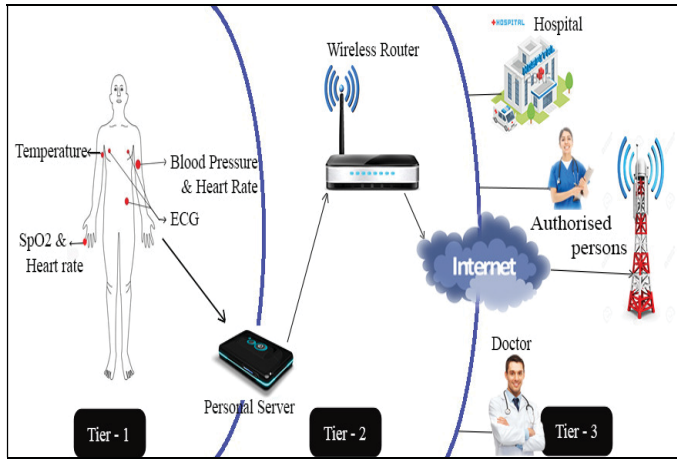 Temperature
Blood Pressure
& Heart Rate
ECG
SpO2 &
Heart rate
Personal Server
Tier - 1
Wireless Router
Internet
Tier - 2
HOSPITAL
Hospital
Authorised
persons
Doctor
Tier - 3